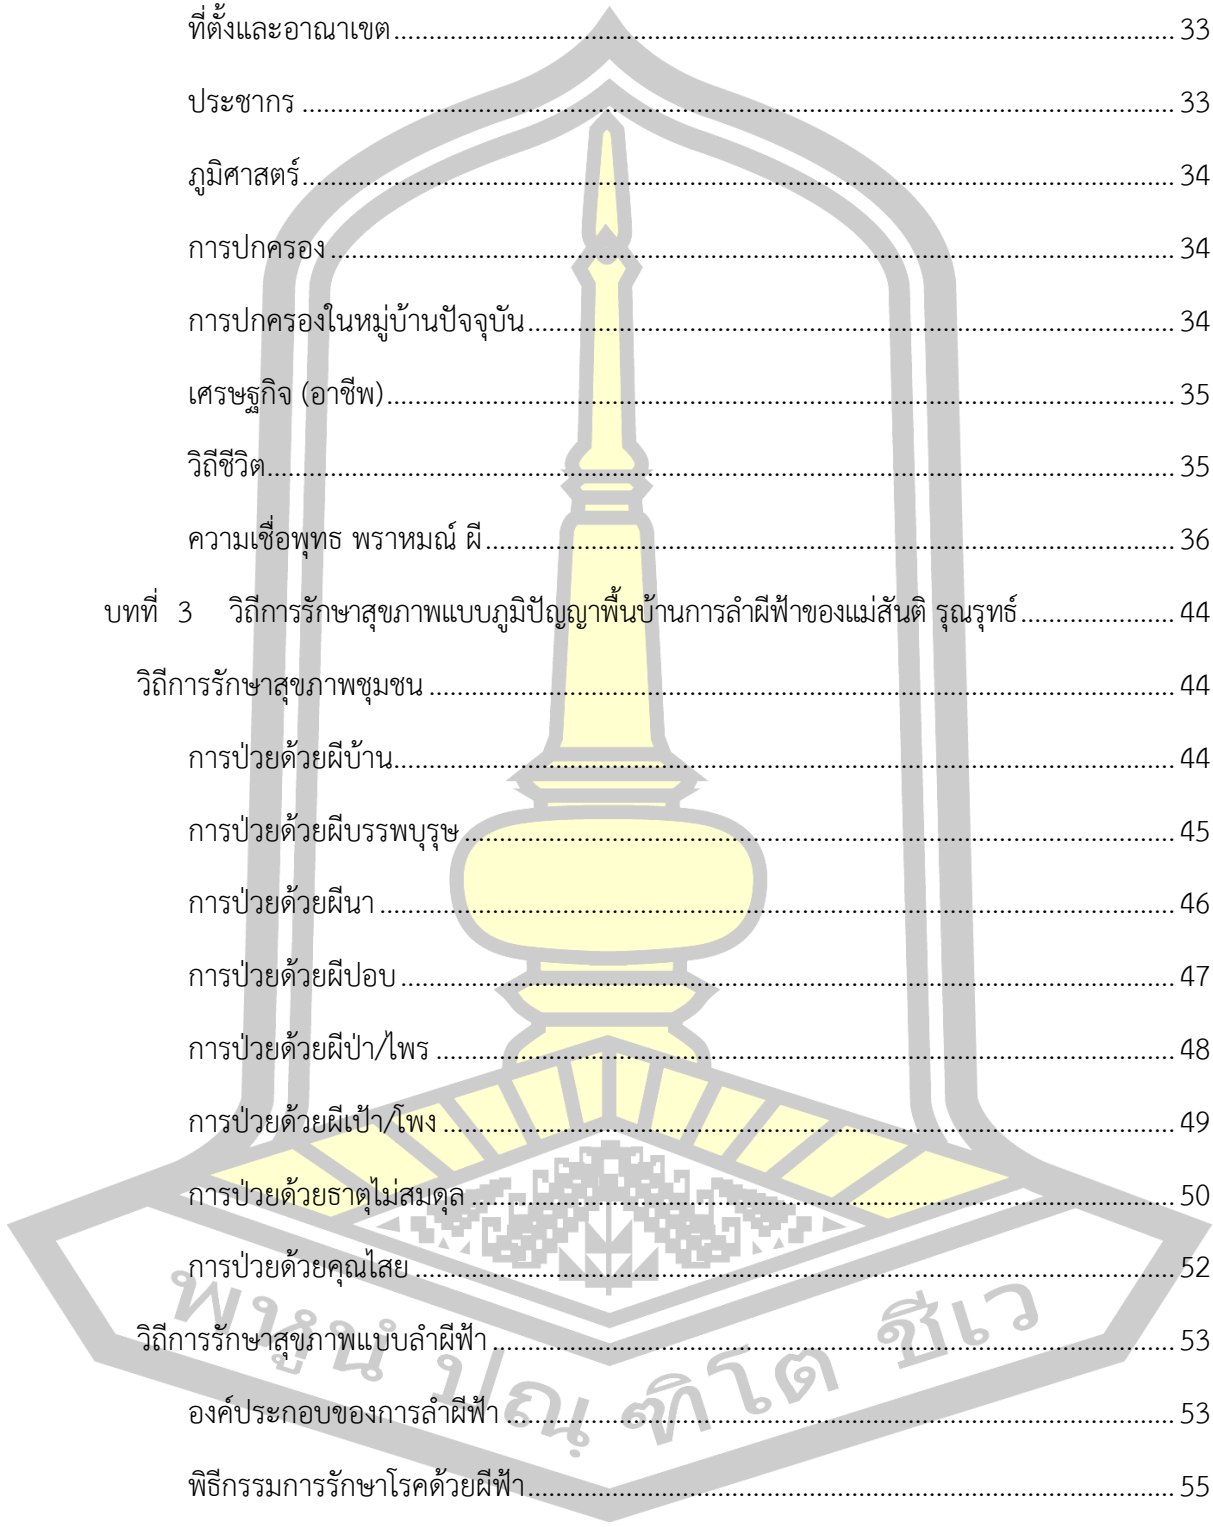 ที่ตั้งและอาณาเขต........................................................................................................ 33
ประชากร ........................................................................................................ 33
ภูมิศาสตร์........................................................................................................ 34
การปกครอง ........................................................................................................ 34
การปกครองในหมู่บ้านปัจจุบัน........................................................................................ 34
เศรษฐกิจ (อาชีพ)........................................................................................................ 35
วิถีชีวิต........................................................................................................ 35
ความเชื่อพุทธ พราหมณ์ ผี............................................................................................ 36
บทที่ 3 วิถีการรักษาสุขภาพแบบภูมิปัญญาพื้นบ้านการลำผีฟ้าของแม่สันติ รุณรุทธ์..................... 44
วิถีการรักษาสุขภาพชุมชน ................................................................................................ 44
การป่วยด้วยผีบ้าน........................................................................................................ 44
การป่วยด้วยผีบรรพบุรุษ ............................................................................................... 45
การป่วยด้วยผีนา ........................................................................................................ 46
การป่วยด้วยผีปอบ ........................................................................................................ 47
การป่วยด้วยผีป่า/ไพร ................................................................................................... 48
การป่วยด้วยผีเป้า/โพง .................................................................................................. 49
การป่วยด้วยธาตุไม่สมดุล .............................................................................................. 50
การป่วยด้วยคุณไสย ..................................................................................................... 52
วิถีการรักษาสุขภาพแบบลำผีฟ้า ......................................................................................... 53
องค์ประกอบของการลำผีฟ้า .......................................................................................... 53
พิธีกรรมการรักษาโรคด้วยผีฟ้า....................................................................................... 55
พหูนํ ปณฺฑิโต ชีเว